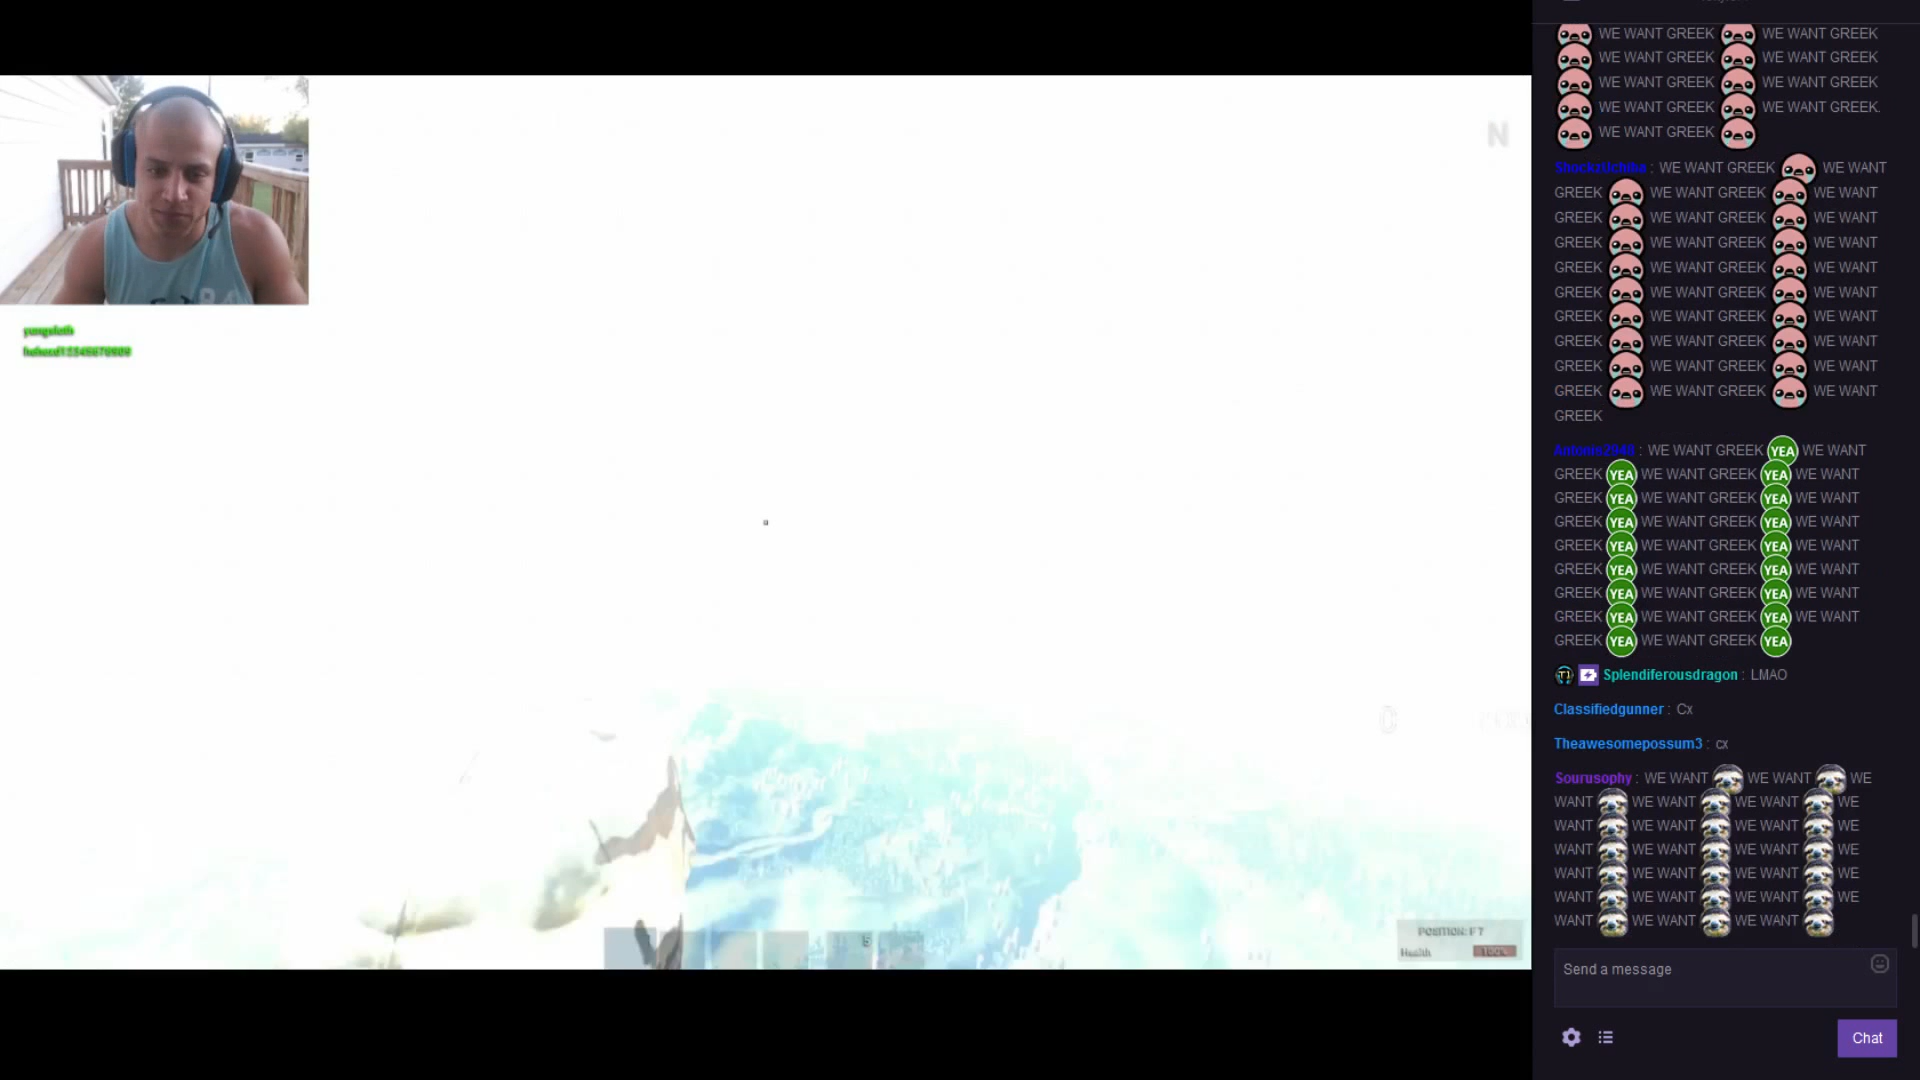 N
yungsloth
POSITION: F 7
Health 100%
5
WE WANT GREEK WE WANT GREEK
WE WANT GREEK WE WANT GREEK
WE WANT GREEK WE WANT GREEK
WE WANT GREEK WE WANT GREEK.
WE WANT GREEK
ShockzUchiha : WE WANT GREEK WE WANT
GREEK WE WANT GREEK WE WANT
GREEK WE WANT GREEK WE WANT
GREEK WE WANT GREEK WE WANT
GREEK WE WANT GREEK WE WANT
GREEK WE WANT GREEK WE WANT
GREEK WE WANT GREEK WE WANT
GREEK WE WANT GREEK WE WANT
GREEK WE WANT GREEK WE WANT
GREEK WE WANT GREEK WE WANT
GREEK
Antonio2948 : WE WANT GREEK YEA WE WANT
GREEK YEA WE WANT GREEK YEA WE WANT
GREEK YEA WE WANT GREEK YEA WE WANT
GREEK YEA WE WANT GREEK YEA WE WANT
GREEK YEA WE WANT GREEK YEA WE WANT
GREEK YEA WE WANT GREEK YEA WE WANT
GREEK YEA WE WANT GREEK YEA WE WANT
GREEK YEA WE WANT GREEK YEA WE WANT
GREEK YEA WE WANT GREEK YEA
Splendiferousdragon : LMAO
Classifiedgunner : Cx
Theawesomepossum3 : cx
Sourusophy : WE WANT WE WANT WE
WANT WE WANT WE WANT WE
WANT WE WANT WE WANT WE
WANT WE WANT WE WANT WE
WANT WE WANT WE WANT WE
WANT WE WANT WE WANT WE
WANT WE WANT WE WANT
Send a message
Chat